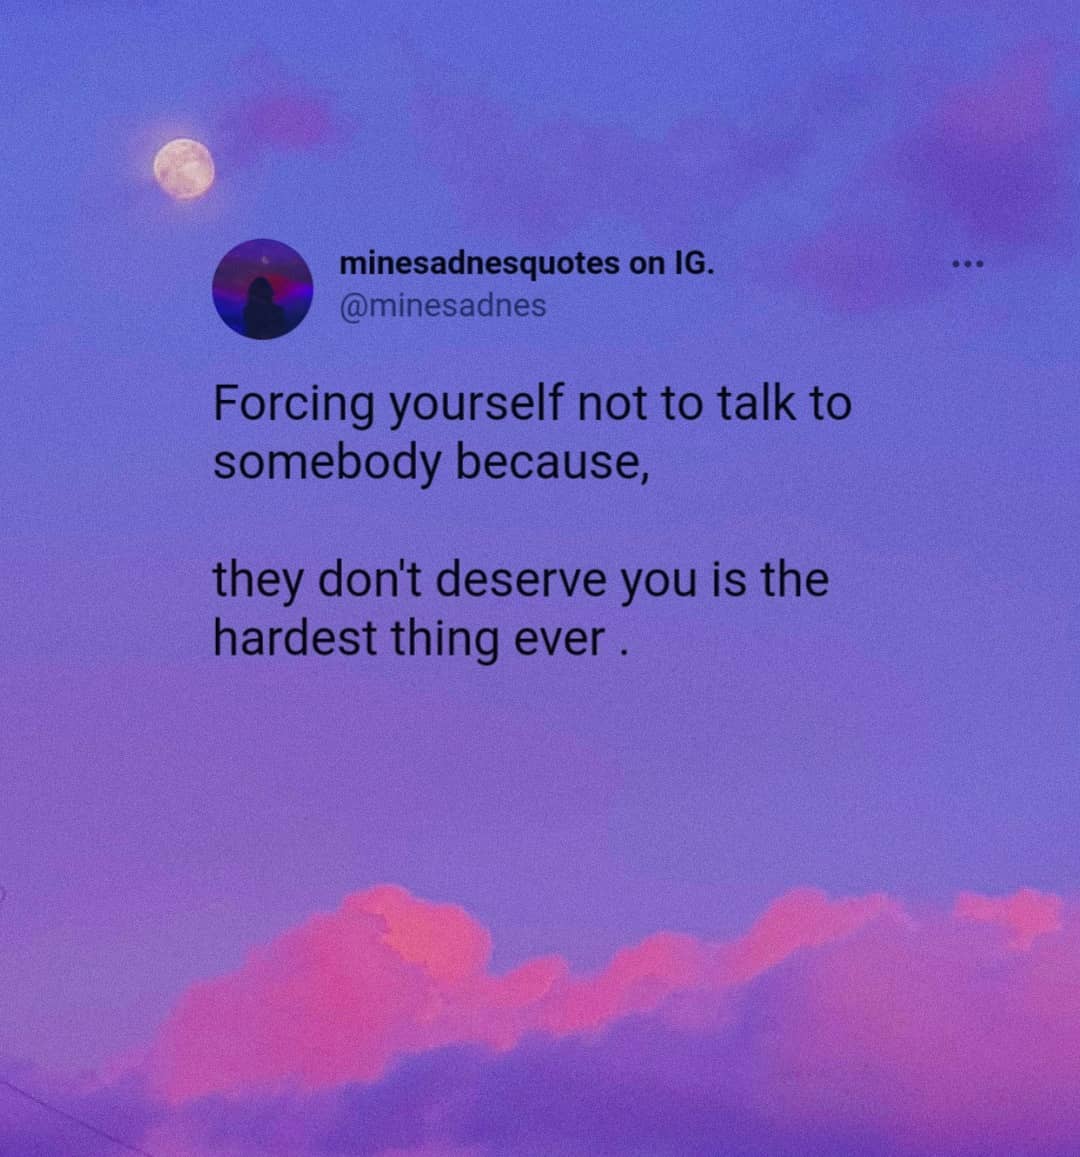 minesadnesquotes on IG.
@minesadnes
Forcing yourself not to talk to
somebody because,
they don't deserve you is the
hardest thing ever .